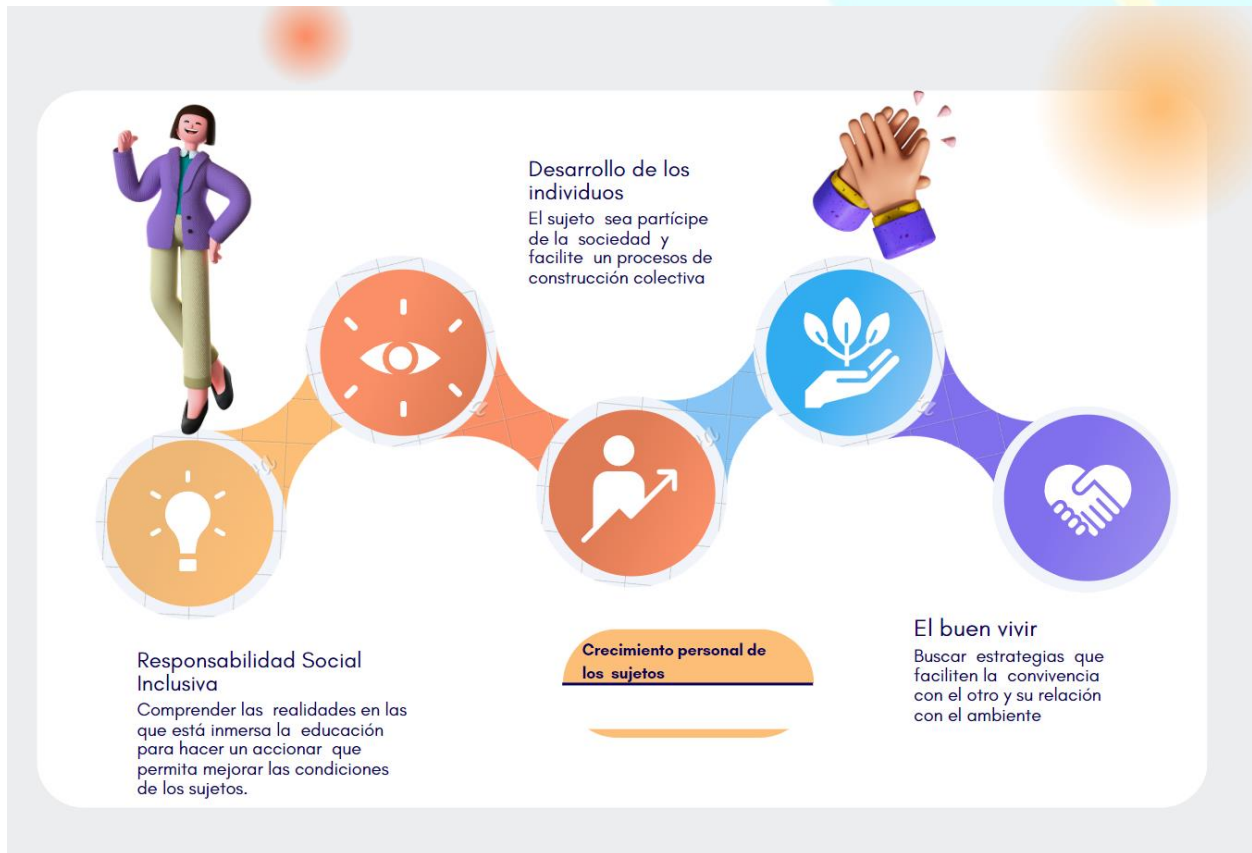 Desarrollo de los
individuos
El sujeto sea partícipe
de la sociedad y
facilite un procesos de
construcción colectiva
Responsabilidad Social
Inclusiva
Comprender las realidades en las
que está inmersa la educación
para hacer un accionar que
permita mejorar las condiciones
de los sujetos.
Crecimiento personal de
los sujetos
El buen vivir
Buscar estrategias que
faciliten la convivencia
con el otro y su relación
con el ambiente